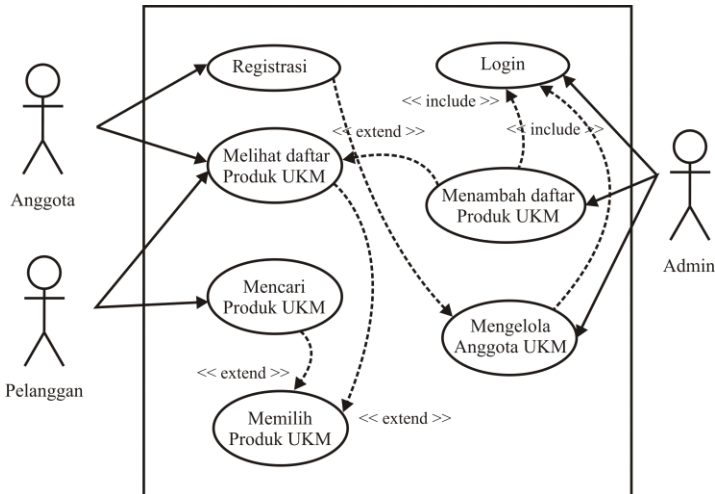 Registrasi
Login
<< include >>
<< extend >>
<< include >>
Melihat daftar
Produk UKM
Menambah daftar
Produk UKM
Anggota
Admin
Mencari
Produk UKM
Mengelola
Anggota UKM
Pelanggan
<< extend >>
Memilih
Produk UKM
<< extend >>